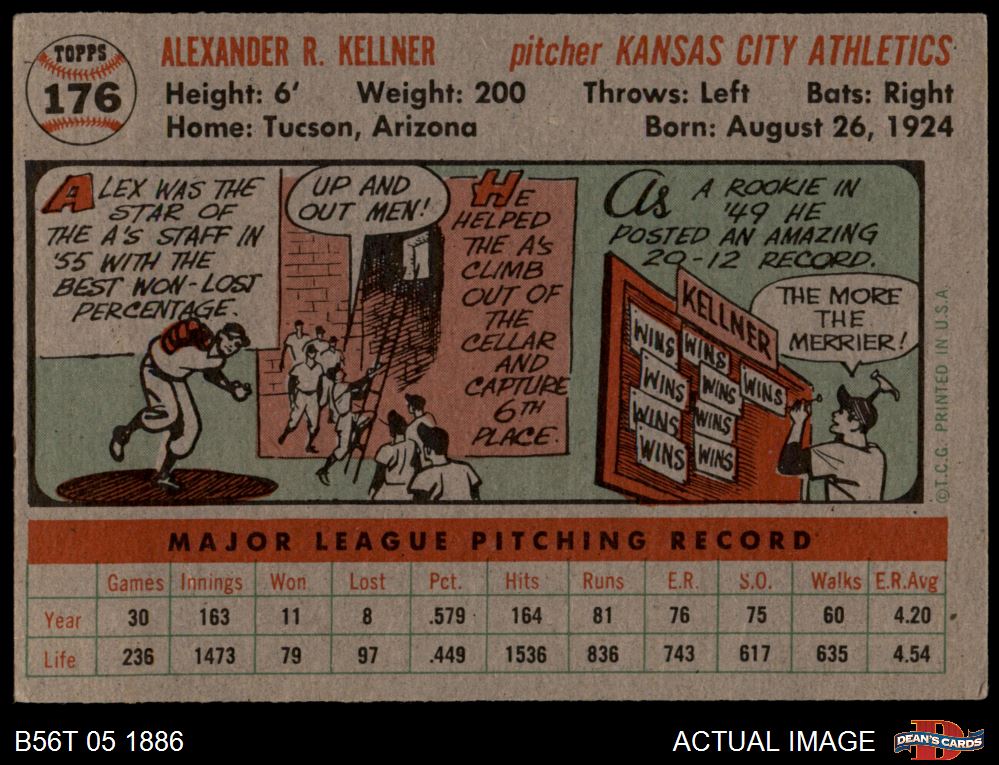 TOPPS
176
ALEXANDER R. KELLNER pitcher KANSAS CITY ATHLETICS
Height: 6' Weight: 200 Throws: Left Bats: Right
Home: Tucson, Arizona Born: August 26, 1924
ALEX WAS THE
STAR OF
THE A'S STAFF IN
'55 WITH THE
BEST WON-LOST
PERCENTAGE.
UP AND
OUT MEN!
HE
HELPED
THE A'S
CLIMB
OUT OF
THE
CELLAR
AND
CAPTURE
6TH
PLACE.
As A ROOKIE IN
'49 HE
POSTED AN AMAZING
20-12 RECORD.
KELLNER
WINS WINS
WINS WINS WINS
WINS WINS
WINS WINS
THE MORE
THE
MERRIER!
©T.C.G. PRINTED IN U.S.A.
MAJOR LEAGUE PITCHING RECORD
Games Innings Won Lost Pct. Hits Runs E.R. S.O. Walks E.R.Avg
Year 30 163 11 8 .579 164 81 76 75 60 4.20
Life 236 1473 79 97 .449 1536 836 743 617 635 4.54
B56T 05 1886 ACTUAL IMAGE DEAN'S CARDS